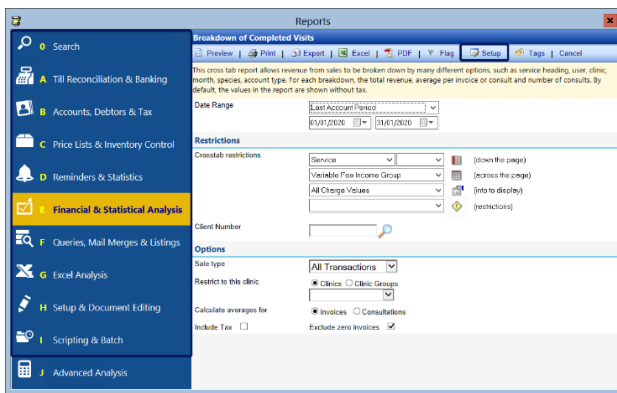 Reports
0 Search
A Till Reconciliation & Banking
B Accounts, Debtors & Tax
C Price Lists & Inventory Control
D Reminders & Statistics
E Financial & Statistical Analysis
F Queries, Mail Merges & Listings
G Excel Analysis
H Setup & Document Editing
I Scripting & Batch
J Advanced Analysis
Breakdown of Completed Visits
Preview | Print | Export | Excel | PDF | Flag | Setup | Tags | Cancel
This cross tab report allows revenue from sales to be broken down by many different options, such as service heading, user, clinic,
month, species, account type. For each breakdown, the total revenue, average per invoice or consult and number of consults. By
default, the values in the report are shown without tax.
Date Range Last Account Period
01/01/2020 31/01/2020
Restrictions
Crosstab restrictions Service (down the page)
Variable Fee Income Group (across the page)
All Charge Values (info to display)
(restrictions)
Client Number
Options
Sale type All Transactions
Restrict to this clinic Clinics Clinic Groups
Calculate averages for Invoices Consultations
Include Tax Exclude zero invoices